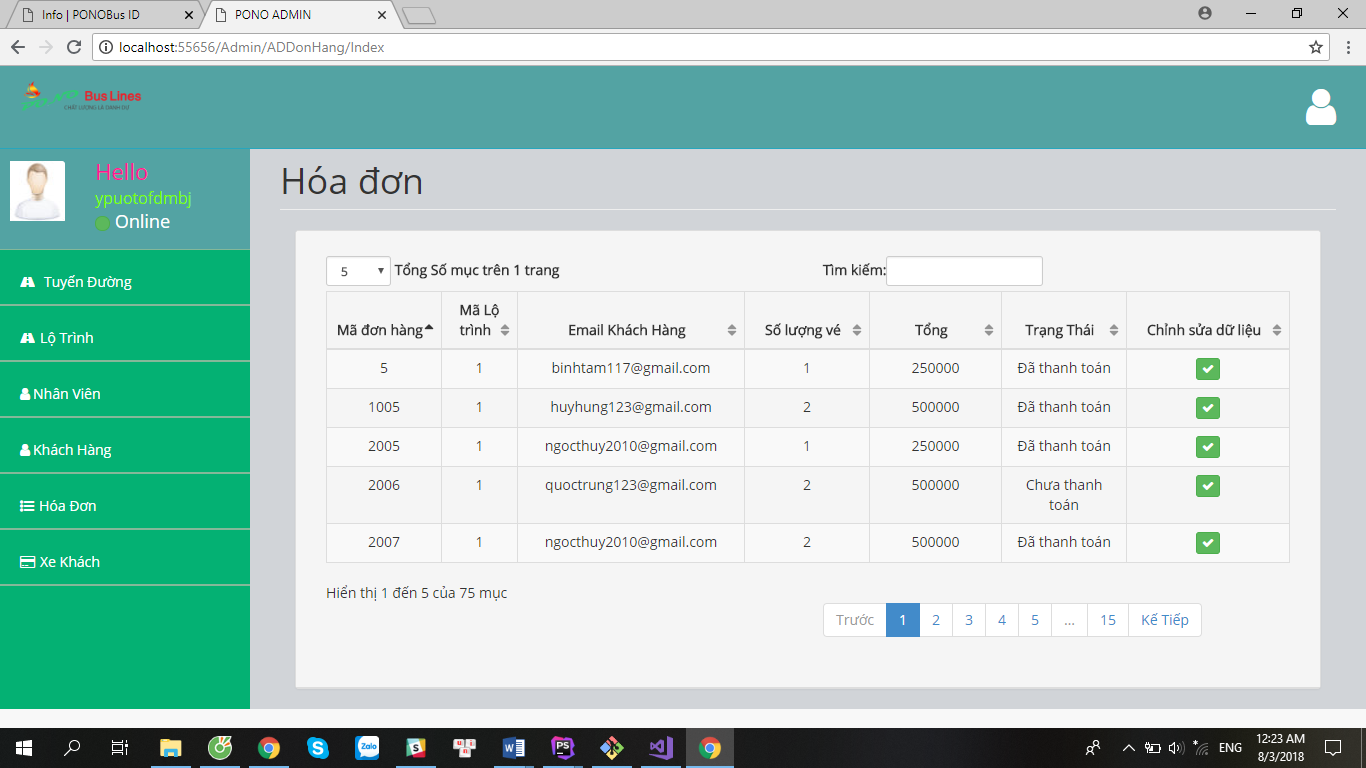 Info | PONOBus ID
PONO ADMIN
localhost:55656/Admin/ADDonHang/Index
Bus Lines
CHẤT LƯỢNG LÀ DANH DỰ
Hello
ypuotofdmbj
Online
Tuyến Đường
Lộ Trình
Nhân Viên
Khách Hàng
Hóa Đơn
Xe Khách
Hóa đơn
5 Tổng Số mục trên 1 trang Tìm kiếm:
Mã đơn hàng Mã Lộ trình Email Khách Hàng Số lượng vé Tổng Trạng Thái Chỉnh sửa dữ liệu
5 1 binhtam117@gmail.com 1 250000 Đã thanh toán
1005 1 huyhung123@gmail.com 2 500000 Đã thanh toán
2005 1 ngocthuy2010@gmail.com 1 250000 Đã thanh toán
2006 1 quoctrung123@gmail.com 2 500000 Chưa thanh toán
2007 1 ngocthuy2010@gmail.com 2 500000 Đã thanh toán
Hiển thị 1 đến 5 của 75 mục
Trước 1 2 3 4 5 ... 15 Kế Tiếp
Zalo
ENG
12:23 AM
8/3/2018